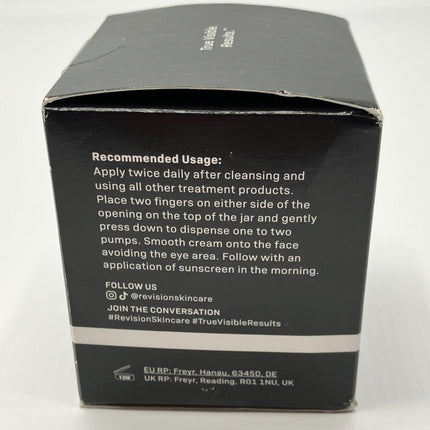 True Visible
Results.™
Recommended Usage:
Apply twice daily after cleansing and
using all other treatment products.
Place two fingers on either side of the
opening on the top of the jar and gently
press down to dispense one to two
pumps. Smooth cream onto the face
avoiding the eye area. Follow with an
application of sunscreen in the morning.
FOLLOW US
@revisionskincare
JOIN THE CONVERSATION
#RevisionSkincare #TrueVisibleResults
12M
EU RP: Freyr, Hanau, 63450, DE
UK RP: Freyr, Reading, RG1 1NU, UK